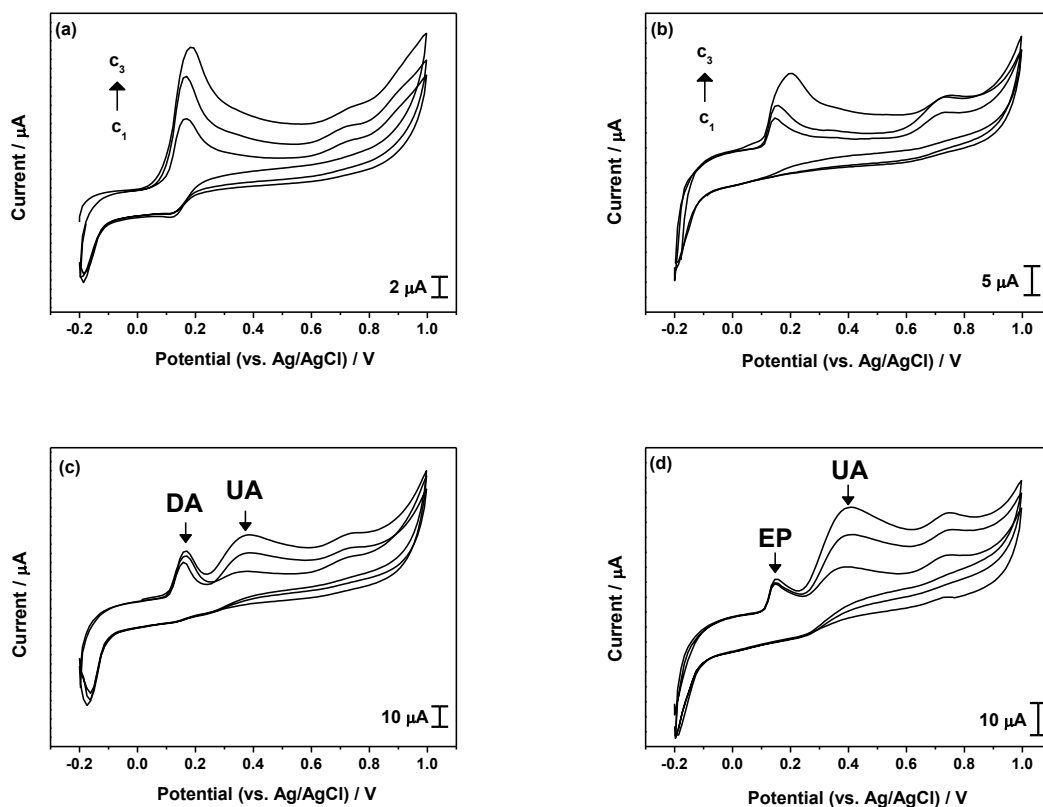 (a)
c3
c1
Current / μA
2 μA
-0.2 0.0 0.2 0.4 0.6 0.8 1.0
Potential (vs. Ag/AgCl) / V
(b)
c3
c1
Current / μA
5 μA
-0.2 0.0 0.2 0.4 0.6 0.8 1.0
Potential (vs. Ag/AgCl) / V
(c)
DA
UA
Current / μA
10 μA
-0.2 0.0 0.2 0.4 0.6 0.8 1.0
Potential (vs. Ag/AgCl) / V
(d)
UA
EP
Current / μA
10 μA
-0.2 0.0 0.2 0.4 0.6 0.8 1.0
Potential (vs. Ag/AgCl) / V